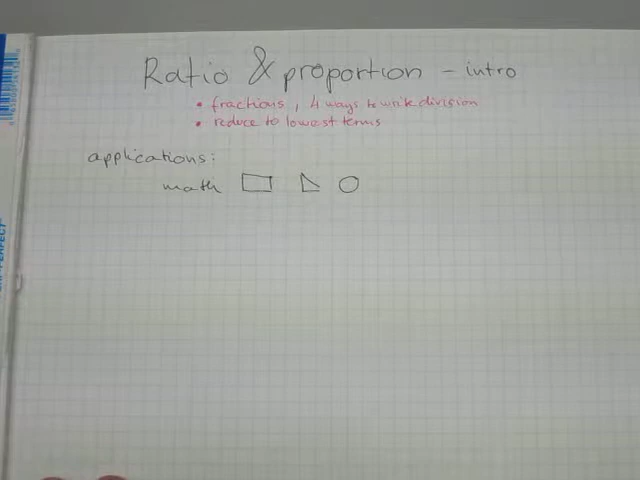 Ratio & proportion - intro
• fractions, 4 ways to write division
• reduce to lowest terms
applications:
math